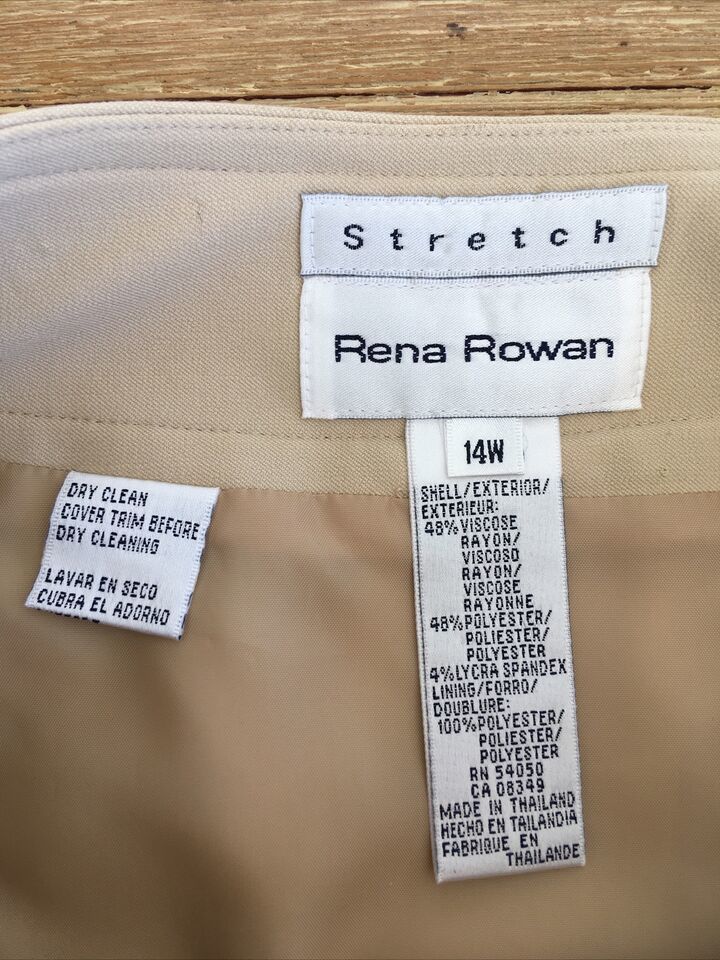 Stretch
Rena Rowan
14W
SHELL/EXTERIOR/
EXTERIEUR:
48% VISCOSE
RAYON/
VISCOSO
RAYON/
VISCOSE
RAYONNE
48% POLYESTER/
POLIESTER/
POLYESTER
4% LYCRA SPANDEX
LINING/FORRO/
DOUBLURE:
100% POLYESTER/
POLIESTER/
POLYESTER
RN 54050
CA 08349
MADE IN THAILAND
HECHO EN TAILANDIA
FABRIQUE EN
THAILANDE
DRY CLEAN
COVER TRIM BEFORE
DRY CLEANING
LAVAR EN SECO
CUBRA EL ADORNO